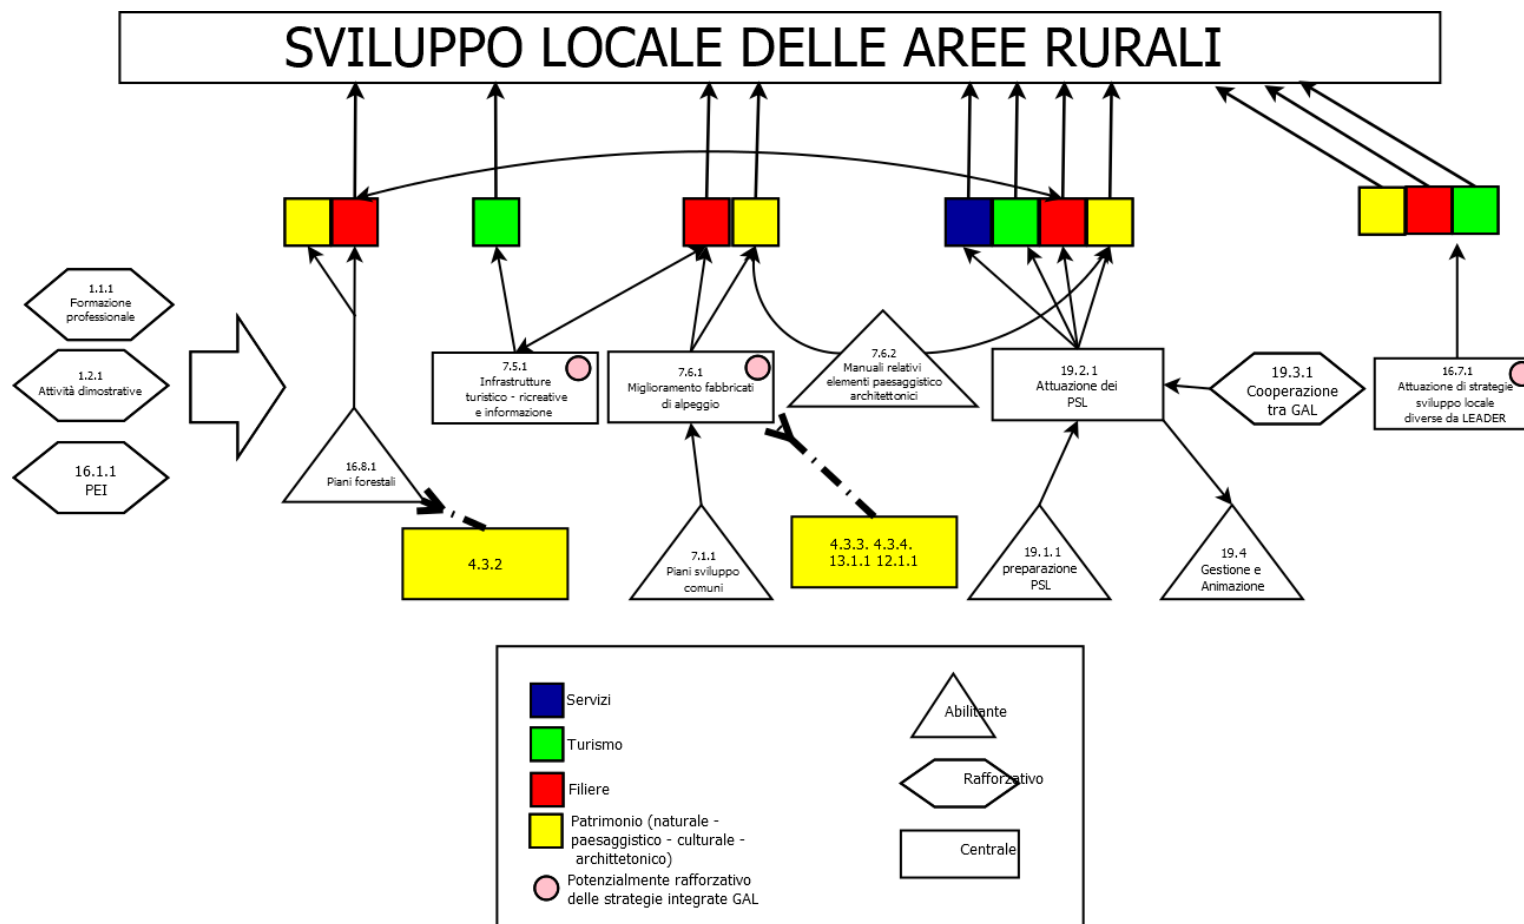 SVILUPPO LOCALE DELLE AREE RURALI
1.1.1
Formazione
professionale
1.2.1
Attività dimostrative
16.1.1
PEI
16.8.1
Piani forestali
4.3.2
7.5.1
Infrastrutture
turistico - ricreative
e informazione
7.6.1
Miglioramento fabbricati
di alpeggio
7.1.1
Piani sviluppo
comuni
7.6.2
Manuali relativi
elementi paesaggistico
architettonici
4.3.3. 4.3.4.
13.1.1 12.1.1
19.2.1
Attuazione dei
PSL
19.1.1
preparazione
PSL
19.4
Gestione e
Animazione
19.3.1
Cooperazione
tra GAL
16.7.1
Attuazione di strategie
sviluppo locale
diverse da LEADER
Servizi
Turismo
Filiere
Patrimonio (naturale -
paesaggistico - culturale -
archittetonico)
Potenzialmente rafforzativo
delle strategie integrate GAL
Abilitante
Rafforzativo
Centrale